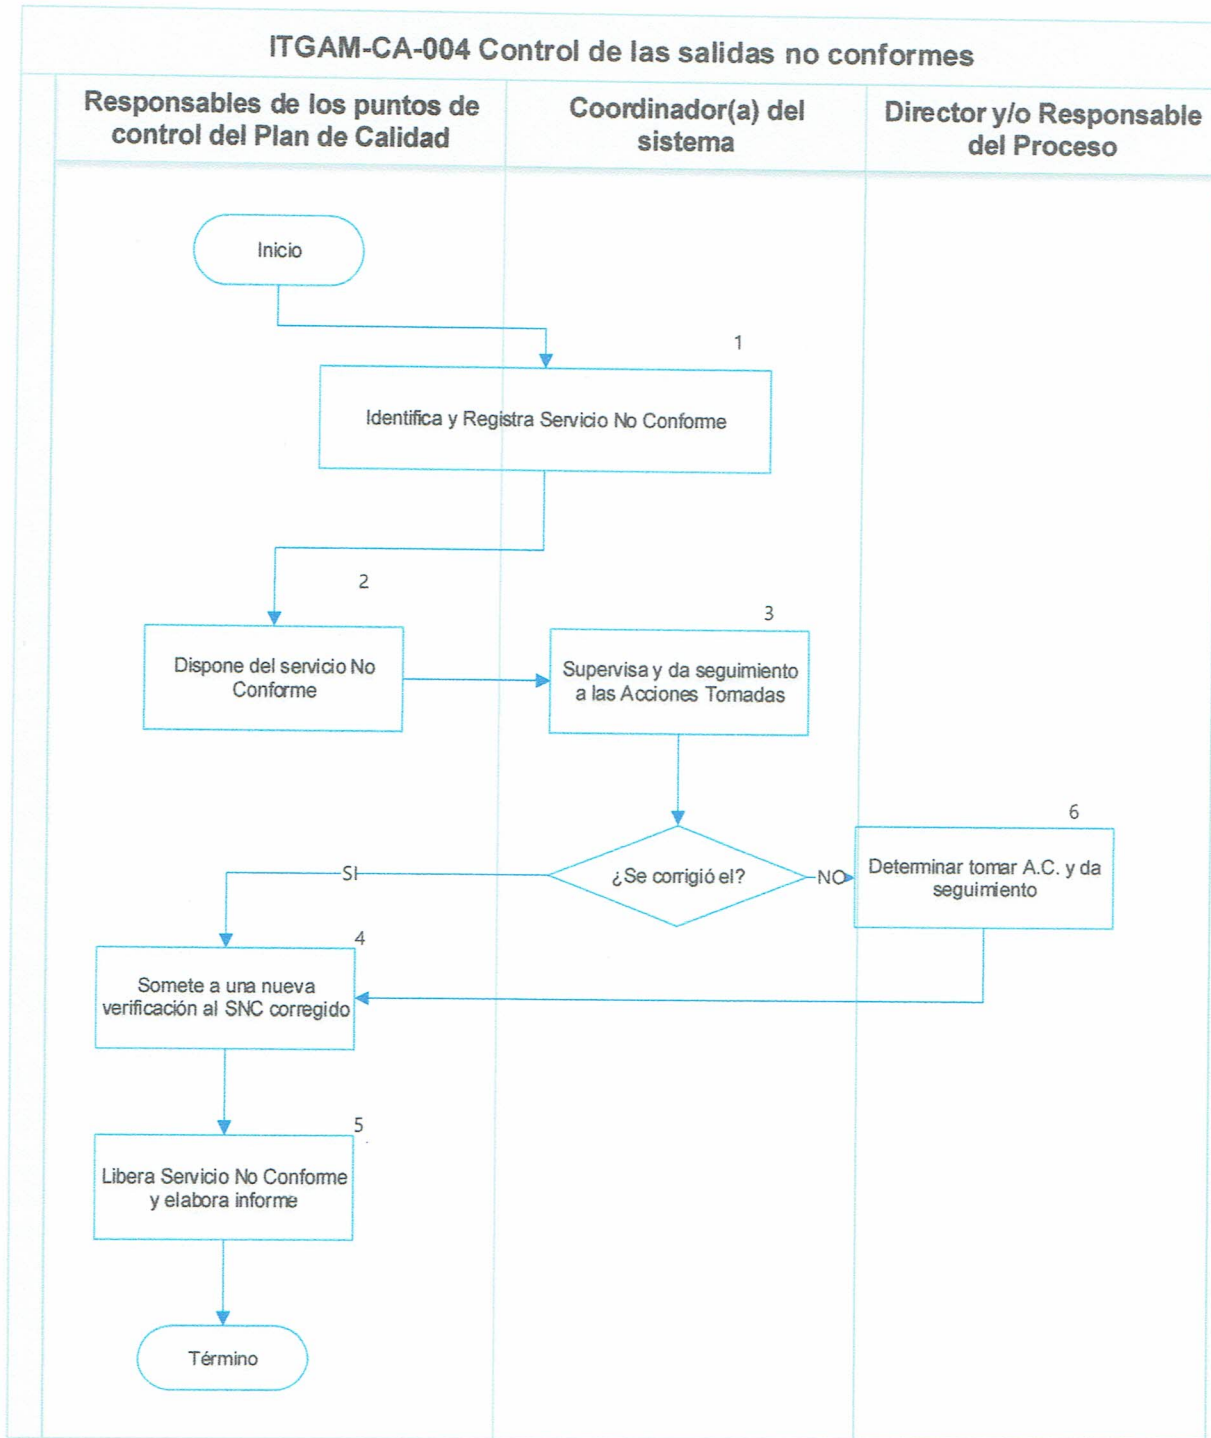 ITGAM-CA-004 Control de las salidas no conformes
Responsables de los puntos de
control del Plan de Calidad
Coordinador(a) del
sistema
Director y/o Responsable
del Proceso
Inicio
1
Identifica y Registra Servicio No Conforme
2
Dispone del servicio No
Conforme
3
Supervisa y da seguimiento
a las Acciones Tomadas
¿Se corrigió el?
SI
NO
6
Determinar tomar A.C. y da
seguimiento
4
Somete a una nueva
verificación al SNC corregido
5
Libera Servicio No Conforme
y elabora informe
Término